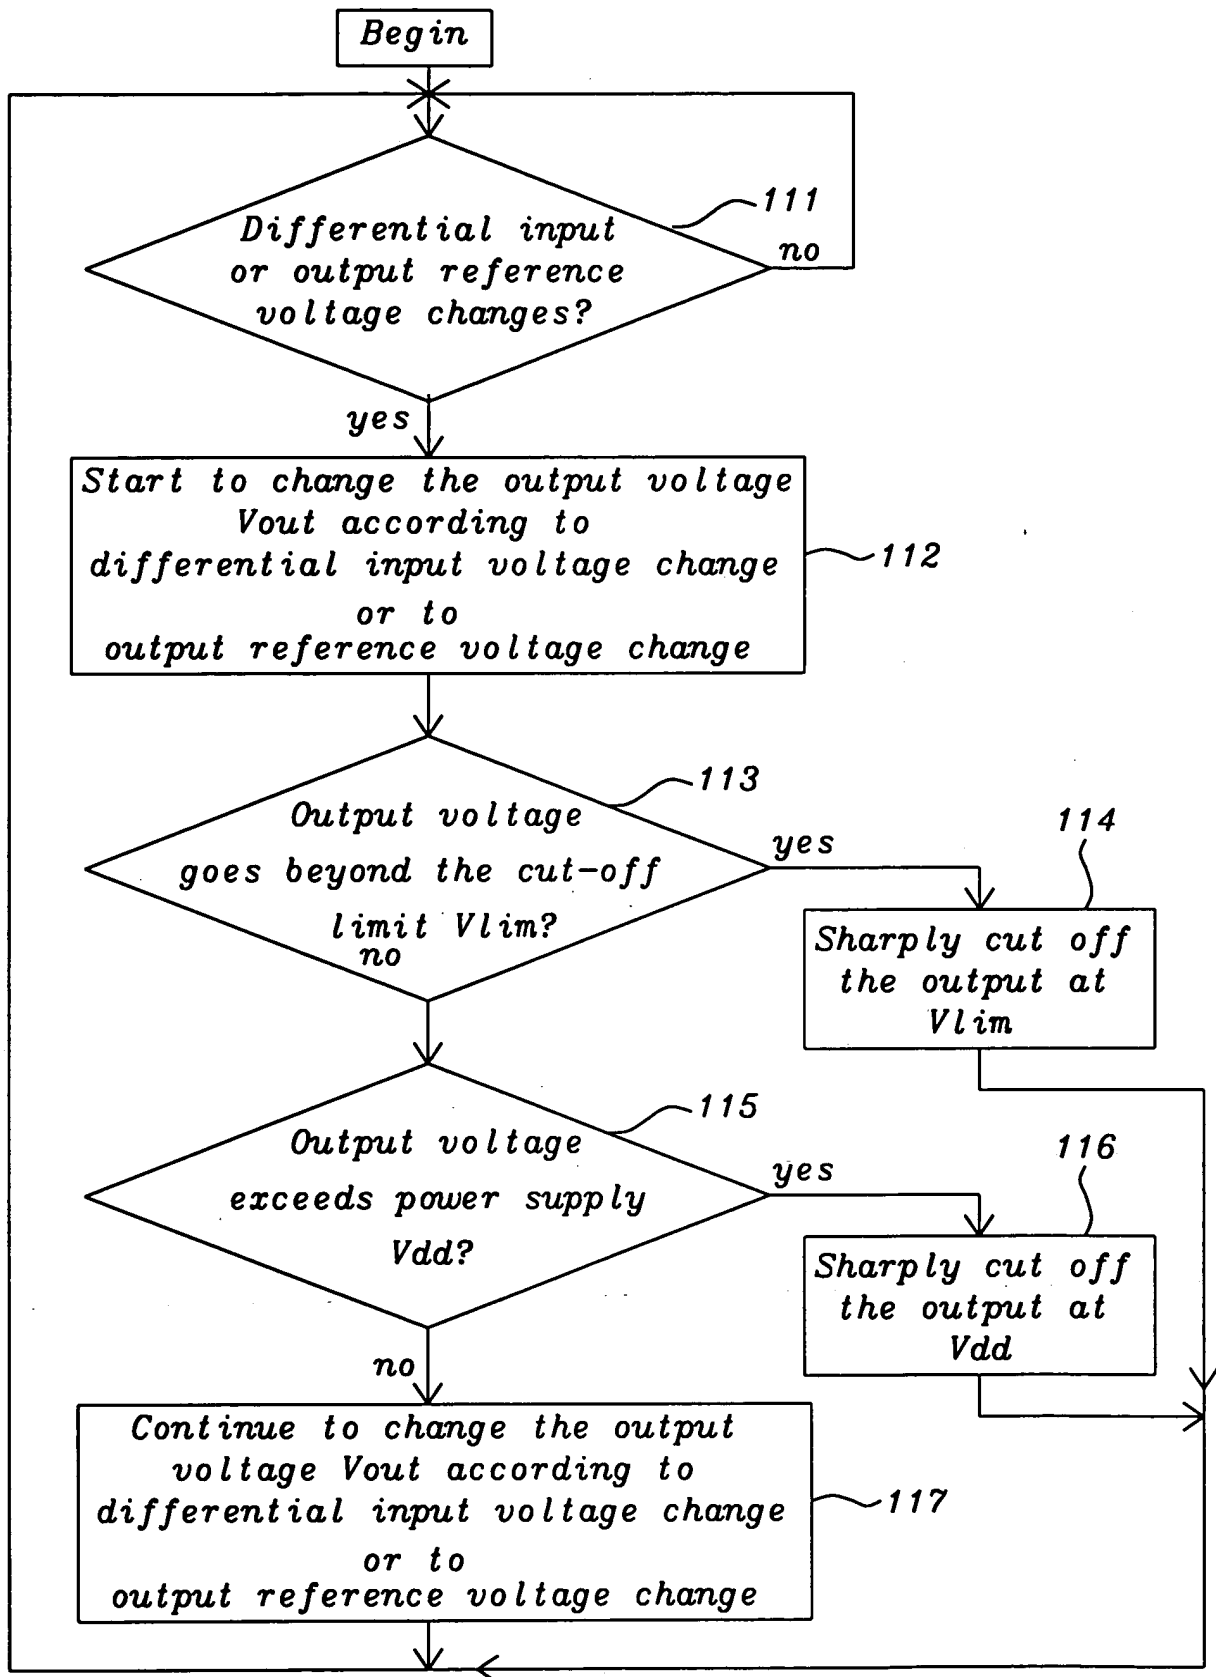 Begin
111
Differential input
or output reference
voltage changes?
no
yes
Start to change the output voltage
Vout according to
differential input voltage change
or to
output reference voltage change
112
113
Output voltage
goes beyond the cut-off
limit Vlim?
no
yes
114
Sharply cut off
the output at
Vlim
115
Output voltage
exceeds power supply
Vdd?
yes
116
Sharply cut off
the output at
Vdd
no
Continue to change the output
voltage Vout according to
differential input voltage change
or to
output reference voltage change
117